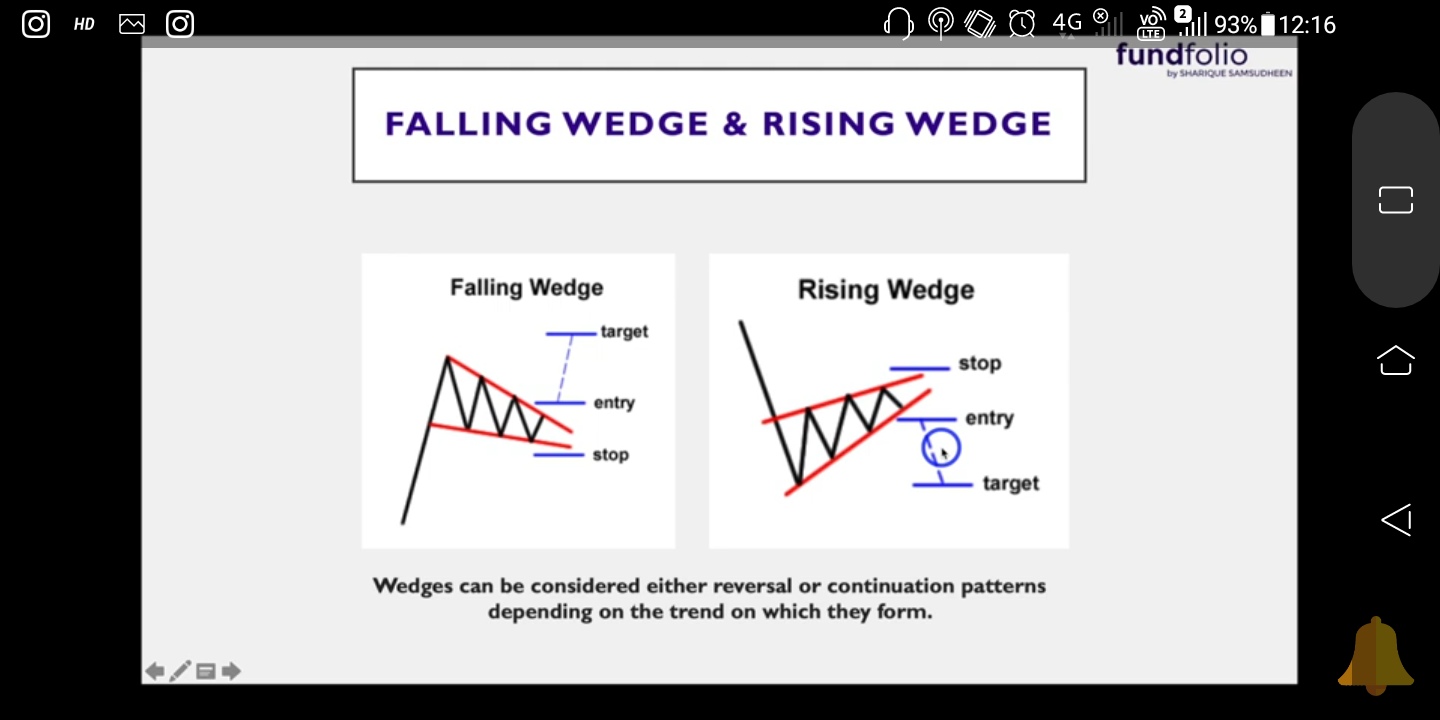 HD
4G
VO
LTE
2
93%
12:16
fundfolio
by SHARIQUE SAMSUDHEEN
FALLING WEDGE & RISING WEDGE
Falling Wedge
target
entry
stop
Rising Wedge
stop
entry
target
Wedges can be considered either reversal or continuation patterns
depending on the trend on which they form.